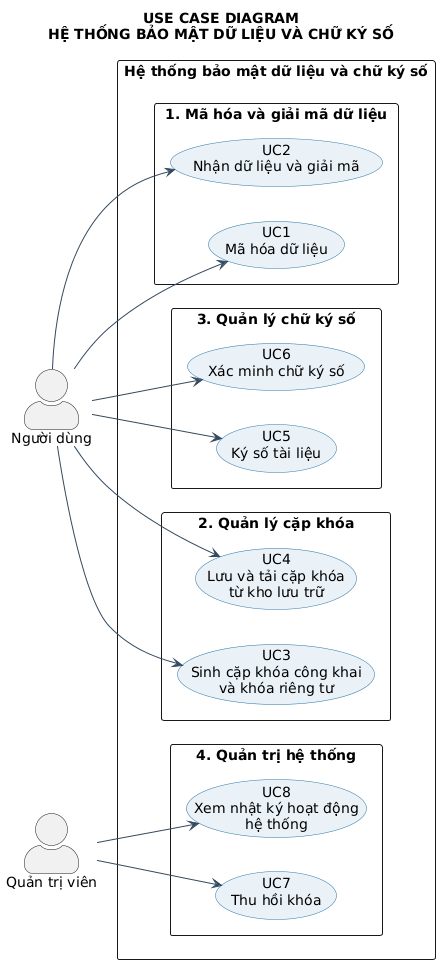 USE CASE DIAGRAM
HỆ THỐNG BẢO MẬT DỮ LIỆU VÀ CHỮ KÝ SỐ
Hệ thống bảo mật dữ liệu và chữ ký số
1. Mã hóa và giải mã dữ liệu
UC2
Nhận dữ liệu và giải mã
UC1
Mã hóa dữ liệu
3. Quản lý chữ ký số
UC6
Xác minh chữ ký số
UC5
Ký số tài liệu
Người dùng
2. Quản lý cặp khóa
UC4
Lưu và tải cặp khóa
từ kho lưu trữ
UC3
Sinh cặp khóa công khai
và khóa riêng tư
4. Quản trị hệ thống
UC8
Xem nhật ký hoạt động
hệ thống
UC7
Thu hồi khóa
Quản trị viên